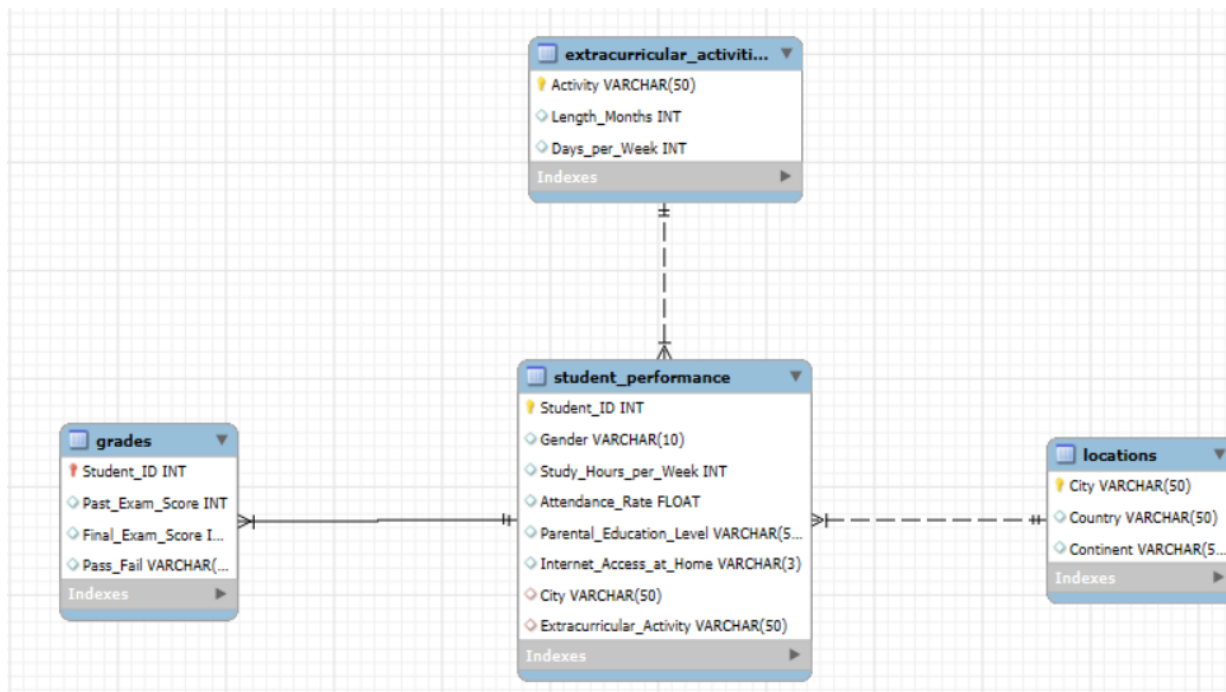 extracurricular_activiti...
Activity VARCHAR(50)
Length_Months INT
Days_per_Week INT
Indexes
student_performance
Student_ID INT
Gender VARCHAR(10)
Study_Hours_per_Week INT
Attendance_Rate FLOAT
Parental_Education_Level VARCHAR(5...
Internet_Access_at_Home VARCHAR(3)
City VARCHAR(50)
Extracurricular_Activity VARCHAR(50)
Indexes
grades
Student_ID INT
Past_Exam_Score INT
Final_Exam_Score I...
Pass_Fail VARCHAR(...
Indexes
locations
City VARCHAR(50)
Country VARCHAR(50)
Continent VARCHAR(5...
Indexes